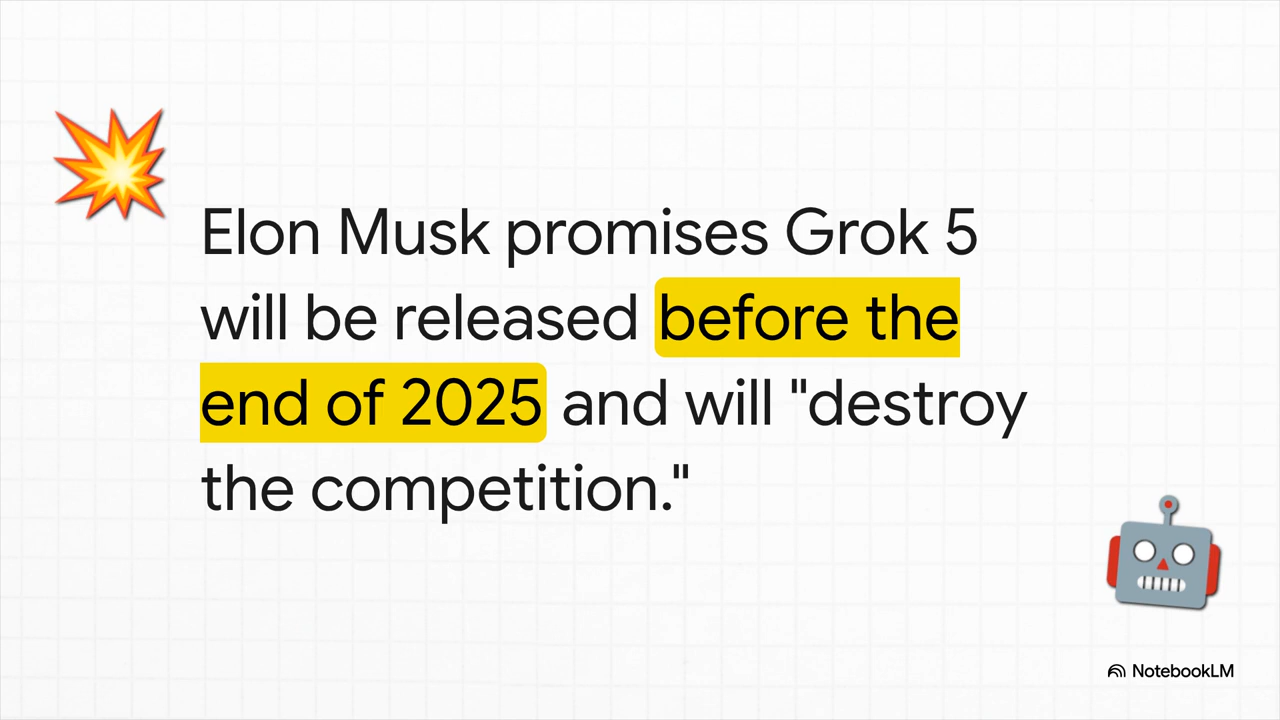 Elon Musk promises Grok 5
will be released before the
end of 2025 and will "destroy
the competition."
NotebookLM